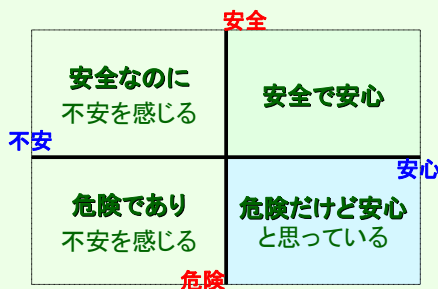 安全
安全なのに
不安を感じる
安全で安心
不安
安心
危険であり
不安を感じる
危険だけど安心
と思っている
危険